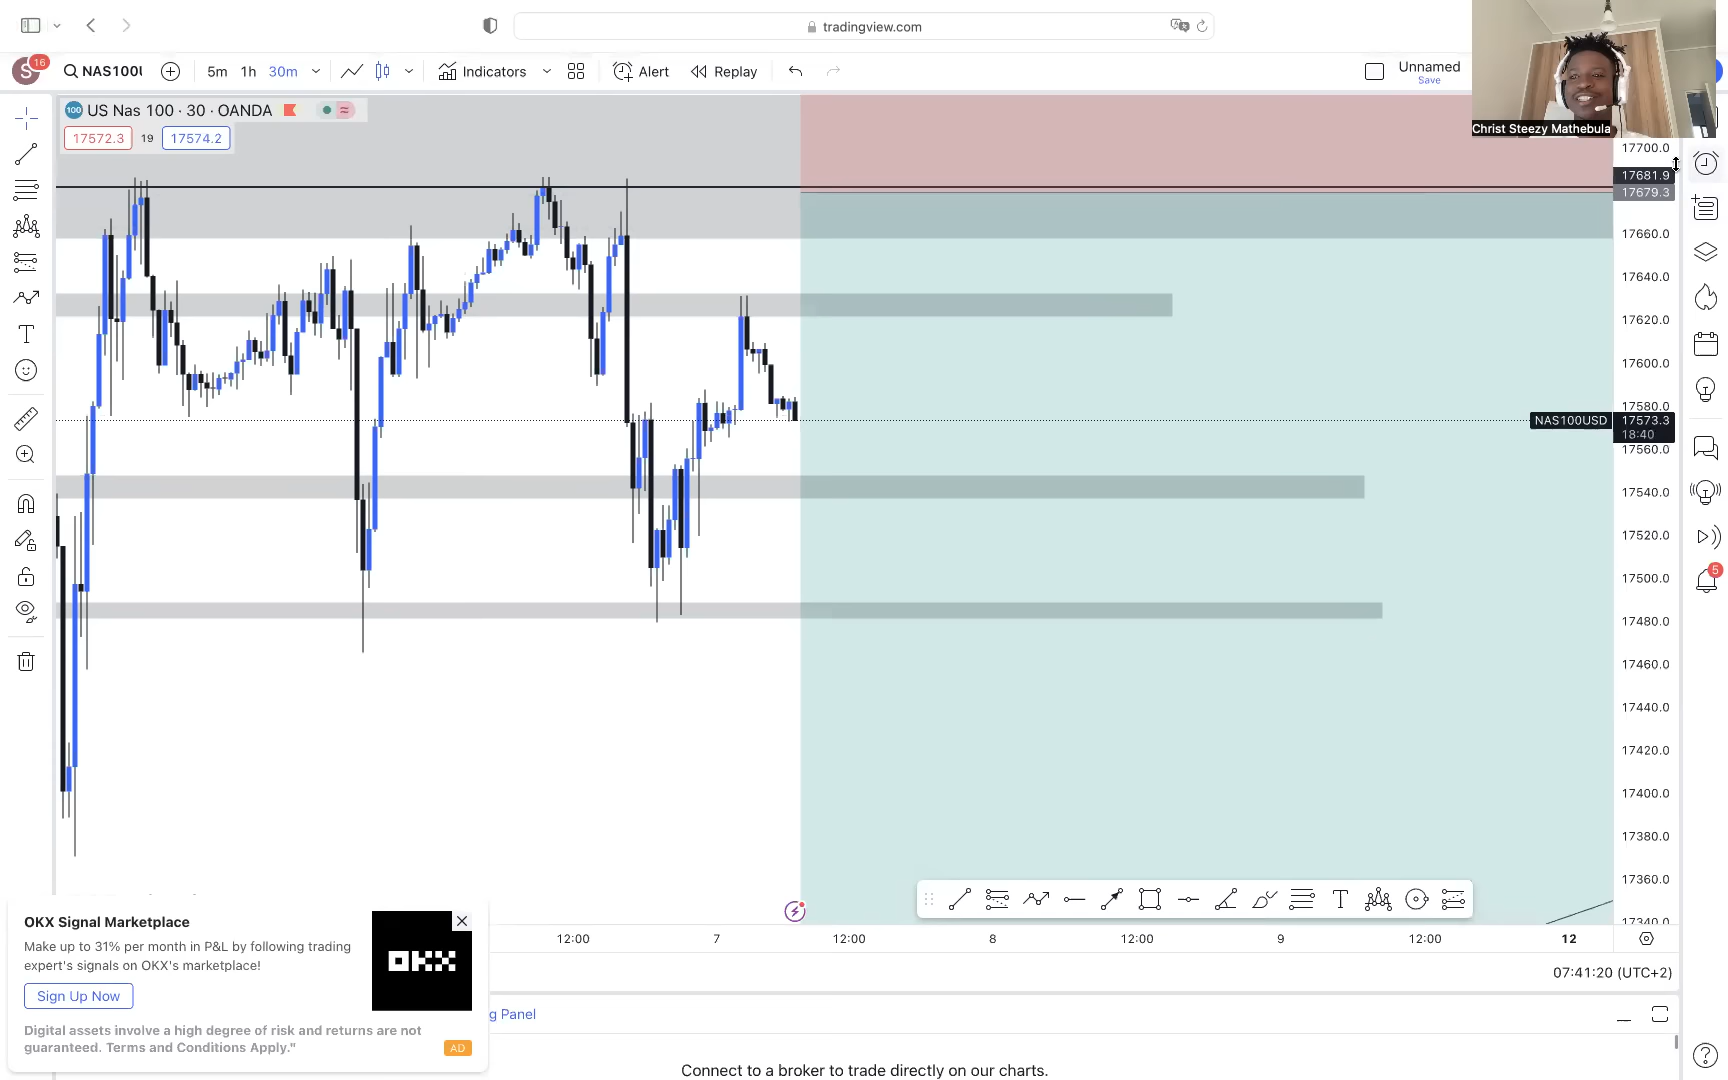 tradingview.com
S
16
NAS100U
5m 1h 30m
Indicators
Alert
Replay
Unnamed
Save
Christ Steezy Mathebula
100
US Nas 100 · 30 · OANDA
17572.3 19 17574.2
17700.0
17681.9
17679.3
17660.0
17640.0
17620.0
17600.0
17580.0
NAS100USD 17573.3
18:40
17560.0
17540.0
17520.0
17500.0
17480.0
17460.0
17440.0
17420.0
17400.0
17380.0
17360.0
17340.0
5
T
T
12:00 7 12:00 8 12:00 9 12:00 12
07:41:20 (UTC+2)
OKX Signal Marketplace
Make up to 31% per month in P&L by following trading
expert's signals on OKX's marketplace!
Sign Up Now
OKX
Digital assets involve a high degree of risk and returns are not
guaranteed. Terms and Conditions Apply."
AD
g Panel
Connect to a broker to trade directly on our charts.